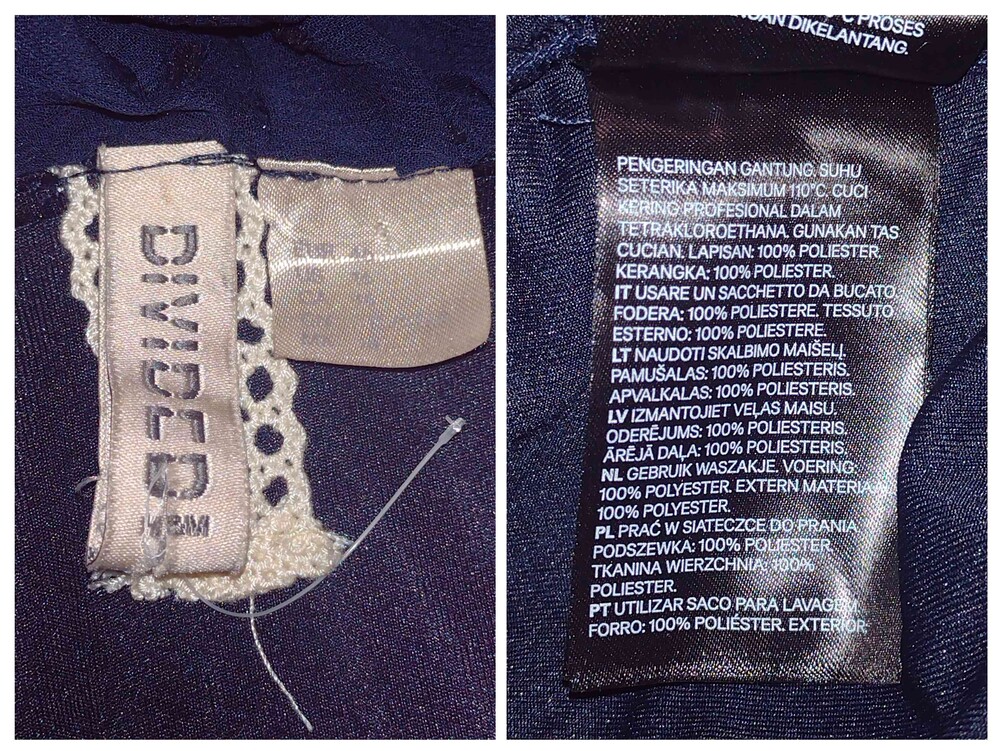 DIVIDED
H&M
°C PROSES
DIKELANTANG.
PENGERINGAN GANTUNG. SUHU
SETERIKA MAKSIMUM 110°C. CUCI
KERING PROFESIONAL DALAM
TETRAKLOROETHANA. GUNAKAN TAS
CUCIAN. LAPISAN: 100% POLIESTER.
KERANGKA: 100% POLIESTER.
IT USARE UN SACCHETTO DA BUCATO
FODERA: 100% POLIESTERE. TESSUTO
ESTERNO: 100% POLIESTERE.
LT NAUDOTI SKALBIMO MAIŠELĮ.
PAMUŠALAS: 100% POLIESTERIS.
APVALKALAS: 100% POLIESTERIS.
LV IZMANTOJIET VEĻAS MAISU.
ODERĒJUMS: 100% POLIESTERIS.
ĀRĒJĀ DAĻA: 100% POLIESTERIS.
NL GEBRUIK WASZAKJE. VOERING:
100% POLYESTER. EXTERN MATERIA
100% POLYESTER.
PL PRAĆ W SIATECZCE DO PRANIA
PODSZEWKA: 100% POLIESTER
TKANINA WIERZCHNIA: 100%
POLIESTER.
PT UTILIZAR SACO PARA LAVAGEM.
FORRO: 100% POLIÉSTER. EXTERIOR: